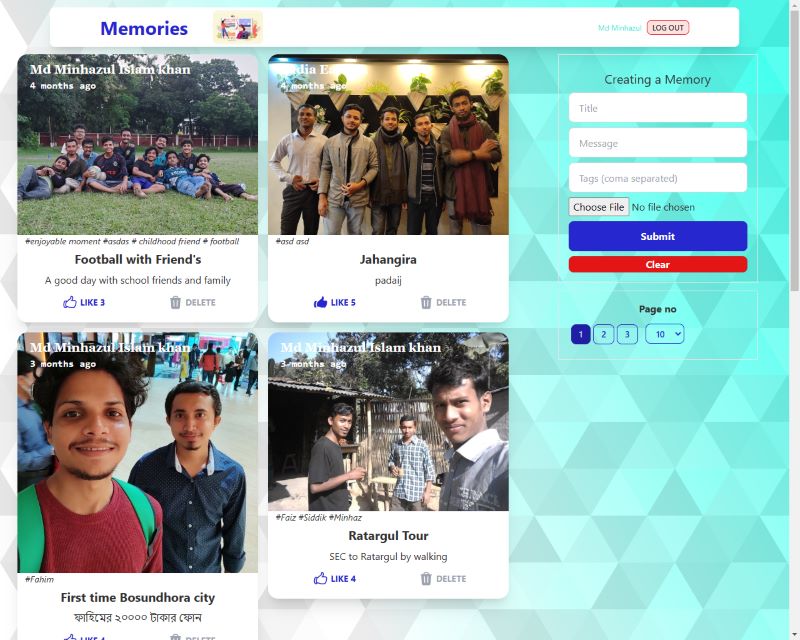 Memories
Md Minhazul
LOG OUT
Md Minhazul Islam khan
4 months ago
#enjoyable moment #asdas # childhood friend # football
Football with Friend's
A good day with school friends and family
LIKE 3
DELETE
4 months ago
#asd asd
Jahangira
padaij
LIKE 5
DELETE
Md Minhazul Islam khan
3 months ago
#Fahim
First time Bosundhora city
ফাহিমের ২০০০০ টাকার ফোন
LIKE 4
DELETE
Md Minhazul Islam khan
3 months ago
#Faiz #Siddik #Minhaz
Ratargul Tour
SEC to Ratargul by walking
LIKE 4
DELETE
Creating a Memory
Title
Message
Tags (coma separated)
Choose File No file chosen
Submit
Clear
Page no
1 2 3 10